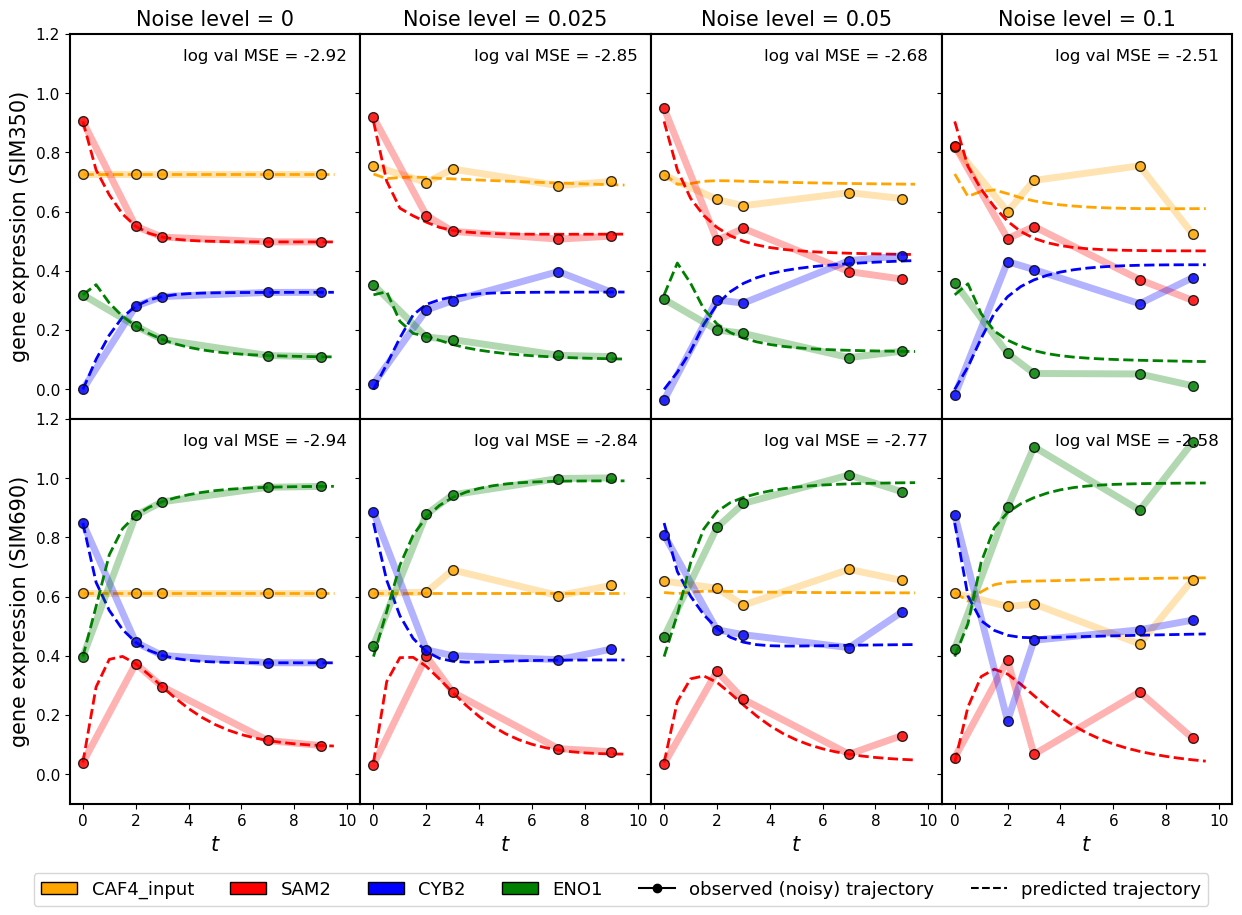 Noise level = 0
Noise level = 0.025
Noise level = 0.05
Noise level = 0.1
gene expression (SIM350)
1.2
1.0
0.8
0.6
0.4
0.2
0.0
log val MSE = -2.92
log val MSE = -2.85
log val MSE = -2.68
log val MSE = -2.51
gene expression (SIM690)
1.2
1.0
0.8
0.6
0.4
0.2
0.0
log val MSE = -2.94
log val MSE = -2.84
log val MSE = -2.77
log val MSE = -2.58
0 2 4 6 8 10
0 2 4 6 8 10
0 2 4 6 8 10
0 2 4 6 8 10
t
t
t
t
CAF4_input SAM2 CYB2 ENO1 observed (noisy) trajectory predicted trajectory